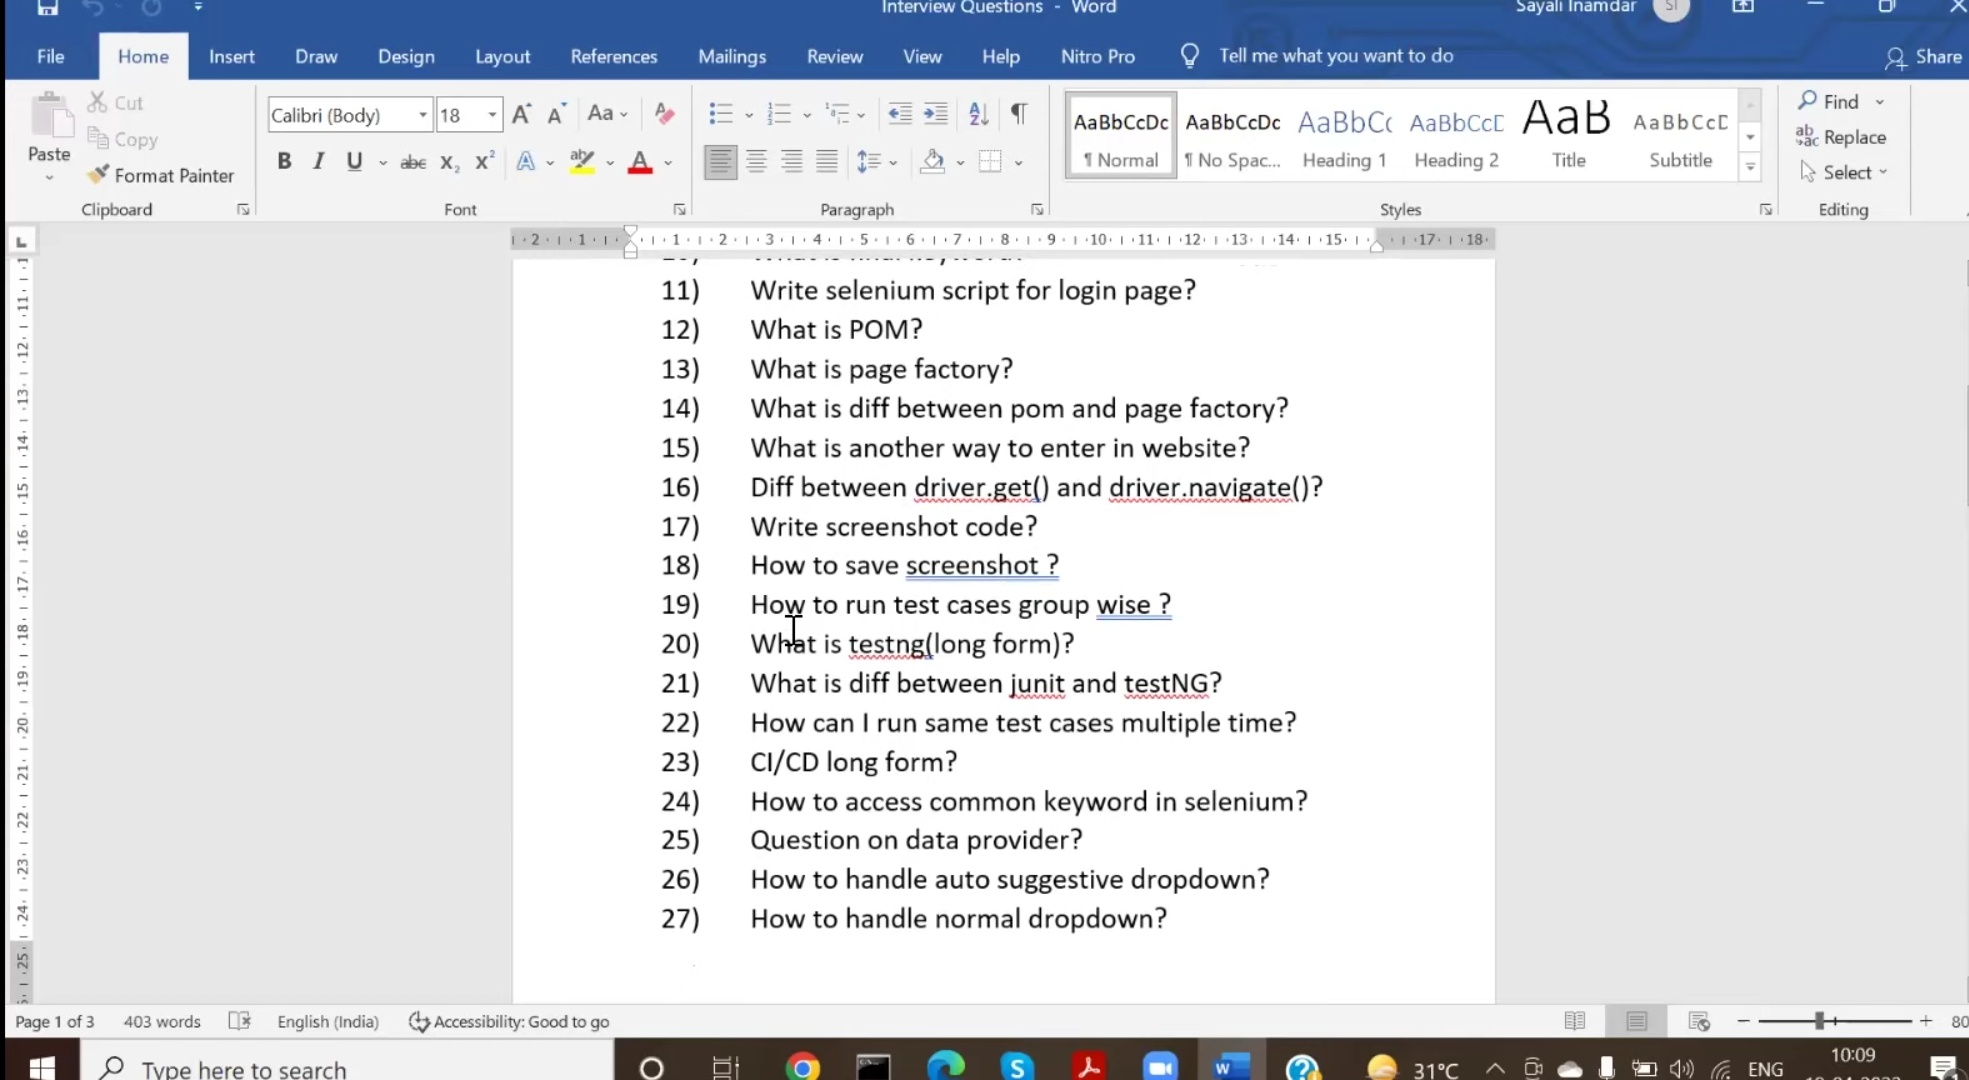 Interview Questions - Word
Sayali Inamdar
SI
File Home Insert Draw Design Layout References Mailings Review View Help Nitro Pro Tell me what you want to do Share
Paste
Cut
Copy
Format Painter
Clipboard
Calibri (Body) 18
Font
Paragraph
AaBbCcDc AaBbCcDc AaBbCc AaBbCcD AaB AaBbCcD
¶ Normal ¶ No Spac... Heading 1 Heading 2 Title Subtitle
Styles
Find
Replace
Select
Editing
11) Write selenium script for login page?
12) What is POM?
13) What is page factory?
14) What is diff between pom and page factory?
15) What is another way to enter in website?
16) Diff between driver.get() and driver.navigate()?
17) Write screenshot code?
18) How to save screenshot ?
19) How to run test cases group wise ?
20) What is testng(long form)?
21) What is diff between junit and testNG?
22) How can I run same test cases multiple time?
23) CI/CD long form?
24) How to access common keyword in selenium?
25) Question on data provider?
26) How to handle auto suggestive dropdown?
27) How to handle normal dropdown?
Page 1 of 3 403 words English (India) Accessibility: Good to go
80
Type here to search
31°C
ENG
10:09